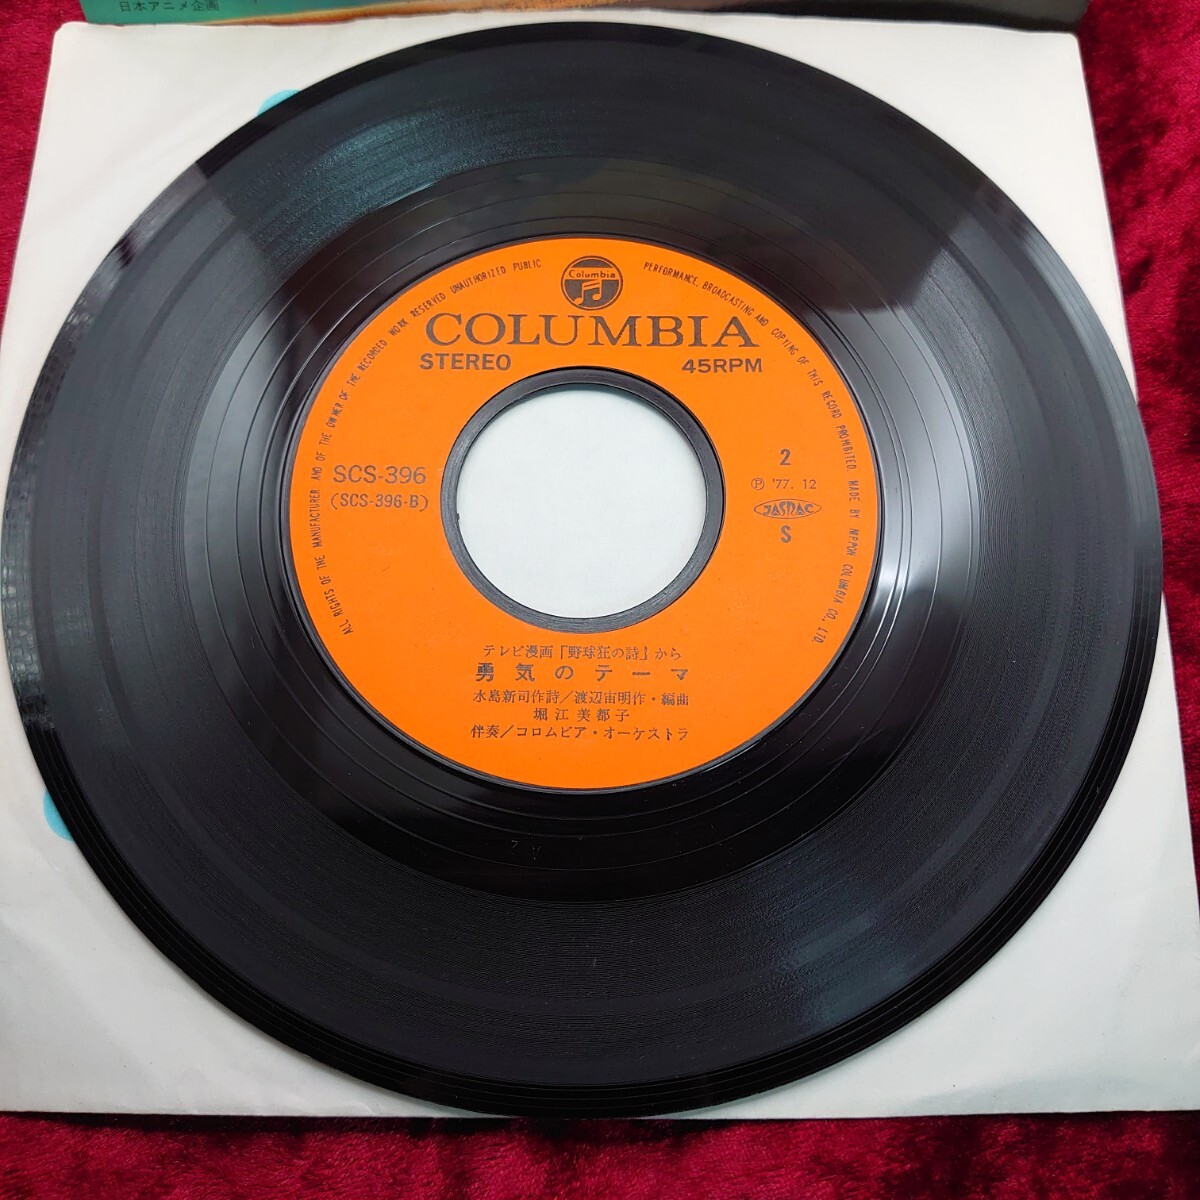 日本アニメ企画
ALL RIGHTS OF THE MANUFACTURER AND OF THE OWNER OF THE RECORDED WORK RESERVED UNAUTHORIZED PUBLIC PERFORMANCE, BROADCASTING AND COPYING OF THIS RECORD PROHIBITED. MADE BY NIPPON COLUMBIA CO., LTD.
Columbia
COLUMBIA
STEREO 45RPM
SCS-396
(SCS-396-B)
2
Ⓟ '77. 12
JASRAC
S
テレビ漫画『野球狂の詩』から
勇気のテーマ
水島新司作詩/渡辺宙明作・編曲
堀江美都子
伴奏/コロムビア・オーケストラ